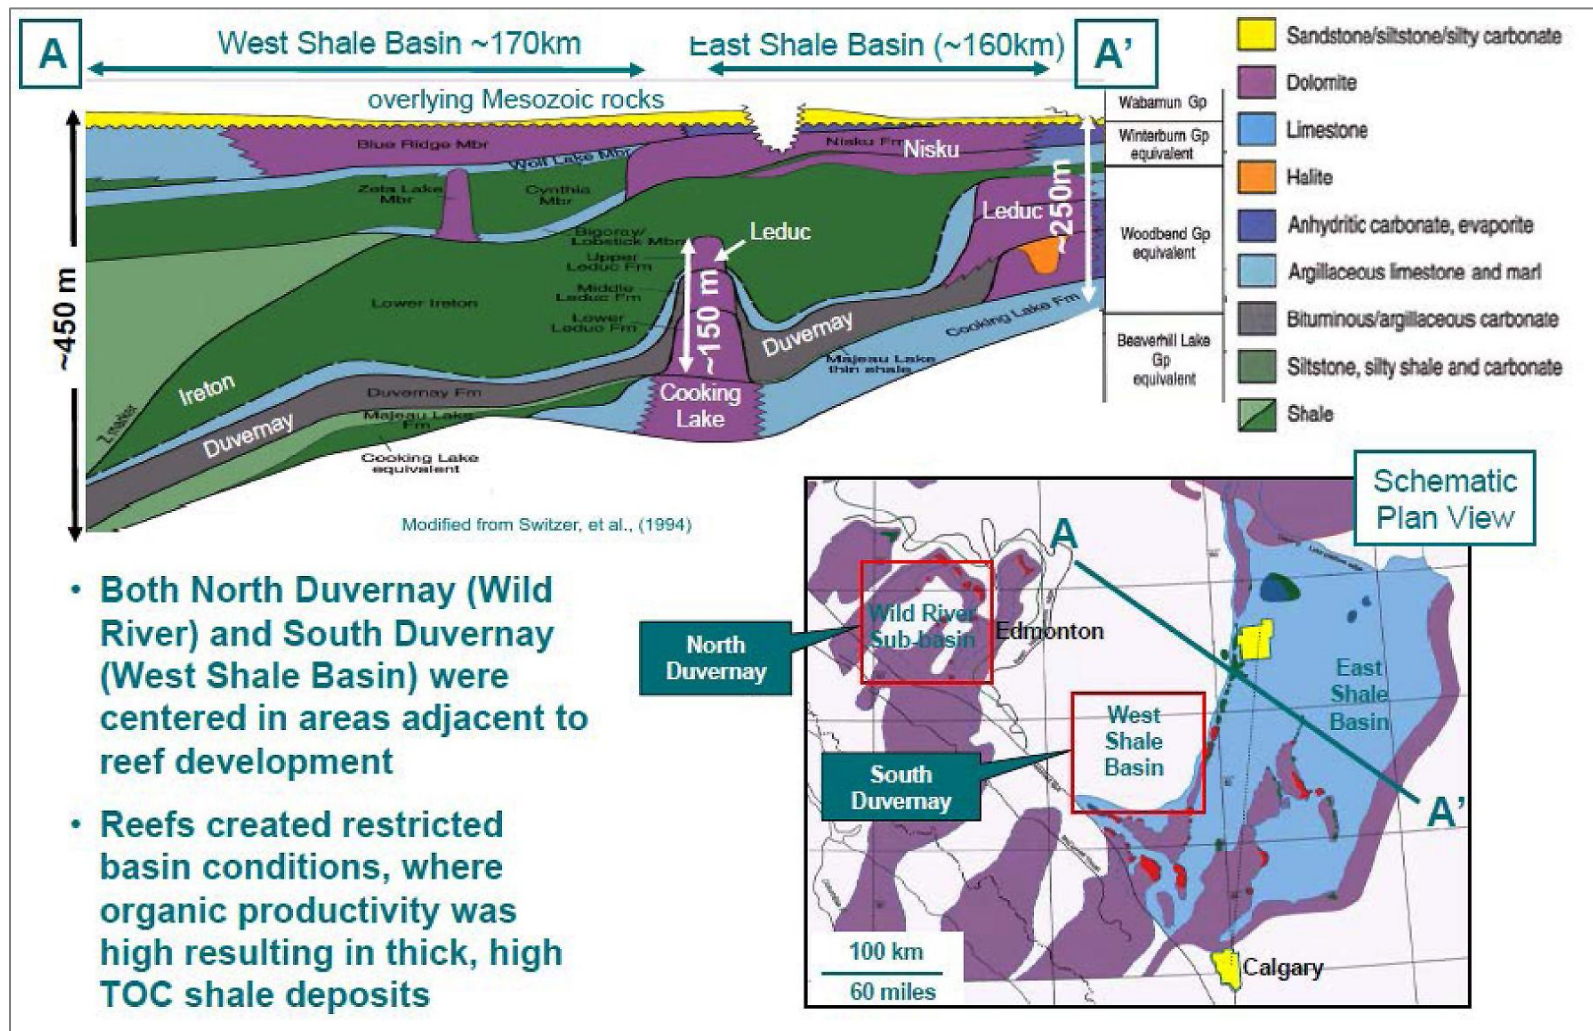 A
West Shale Basin ~170km
East Shale Basin (~160km)
A'
overlying Mesozoic rocks
~450 m
Blue Ridge Mbr
Wolf Lake Mbr
Nisku Fm
Nisku
Zeta Lake
Mbr
Cynthia
Mbr
Bigoray/
Lobstick Mbr
Leduc
Leduc
~250m
Upper
Leduc Fm
Middle
Leduc Fm
Lower
Leduc Fm
~150 m
Lower Ireton
Ireton
Z marker
Duvernay
Duvernay Fm
Duvernay
Majeau Lake
Fm
Cooking Lake
equivalent
Cooking
Lake
Majeau Lake
thin shale
Cooking Lake Fm
Modified from Switzer, et al., (1994)
Wabamun Gp
Winterburn Gp
equivalent
Woodbend Gp
equivalent
Beaverhill Lake
Gp
equivalent
Sandstone/siltstone/silty carbonate
Dolomite
Limestone
Halite
Anhydritic carbonate, evaporite
Argillaceous limestone and marl
Bituminous/argillaceous carbonate
Siltstone, silty shale and carbonate
Shale
• Both North Duvernay (Wild
River) and South Duvernay
(West Shale Basin) were
centered in areas adjacent to
reef development
• Reefs created restricted
basin conditions, where
organic productivity was
high resulting in thick, high
TOC shale deposits
Schematic
Plan View
A
Wild River
Sub-basin
Edmonton
North
Duvernay
East
Shale
Basin
West
Shale
Basin
South
Duvernay
A'
100 km
60 miles
Calgary